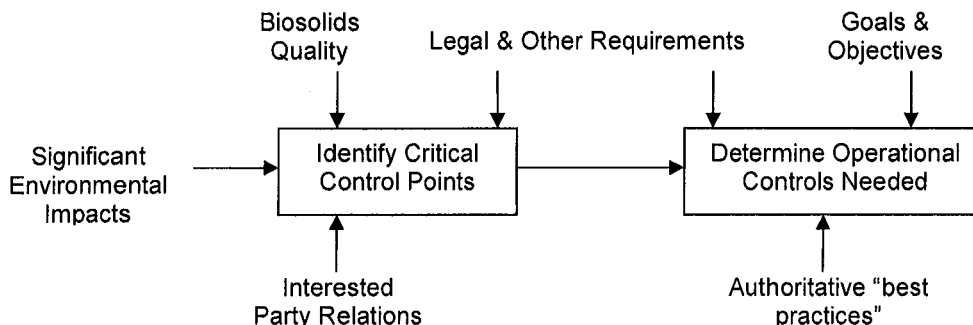 Biosolids
Quality
Legal & Other Requirements
Goals &
Objectives
Significant
Environmental
Impacts
Identify Critical
Control Points
Determine Operational
Controls Needed
Interested
Party Relations
Authoritative “best
practices”